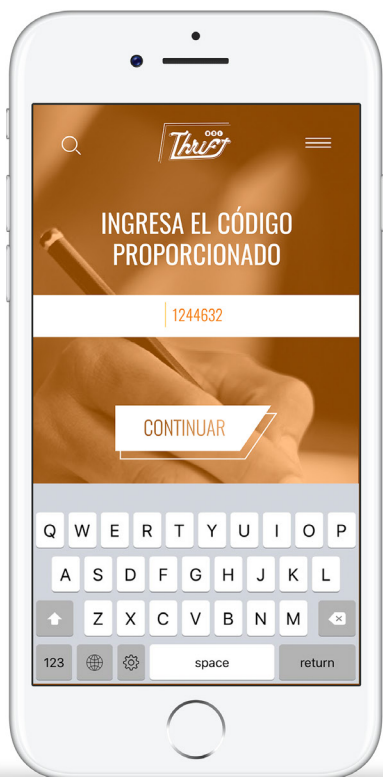 Thrift
INGRESA EL CÓDIGO
PROPORCIONADO
1244632
CONTINUAR
Q W E R T Y U I O P
A S D F G H J K L
Z X C V B N M
123 space return